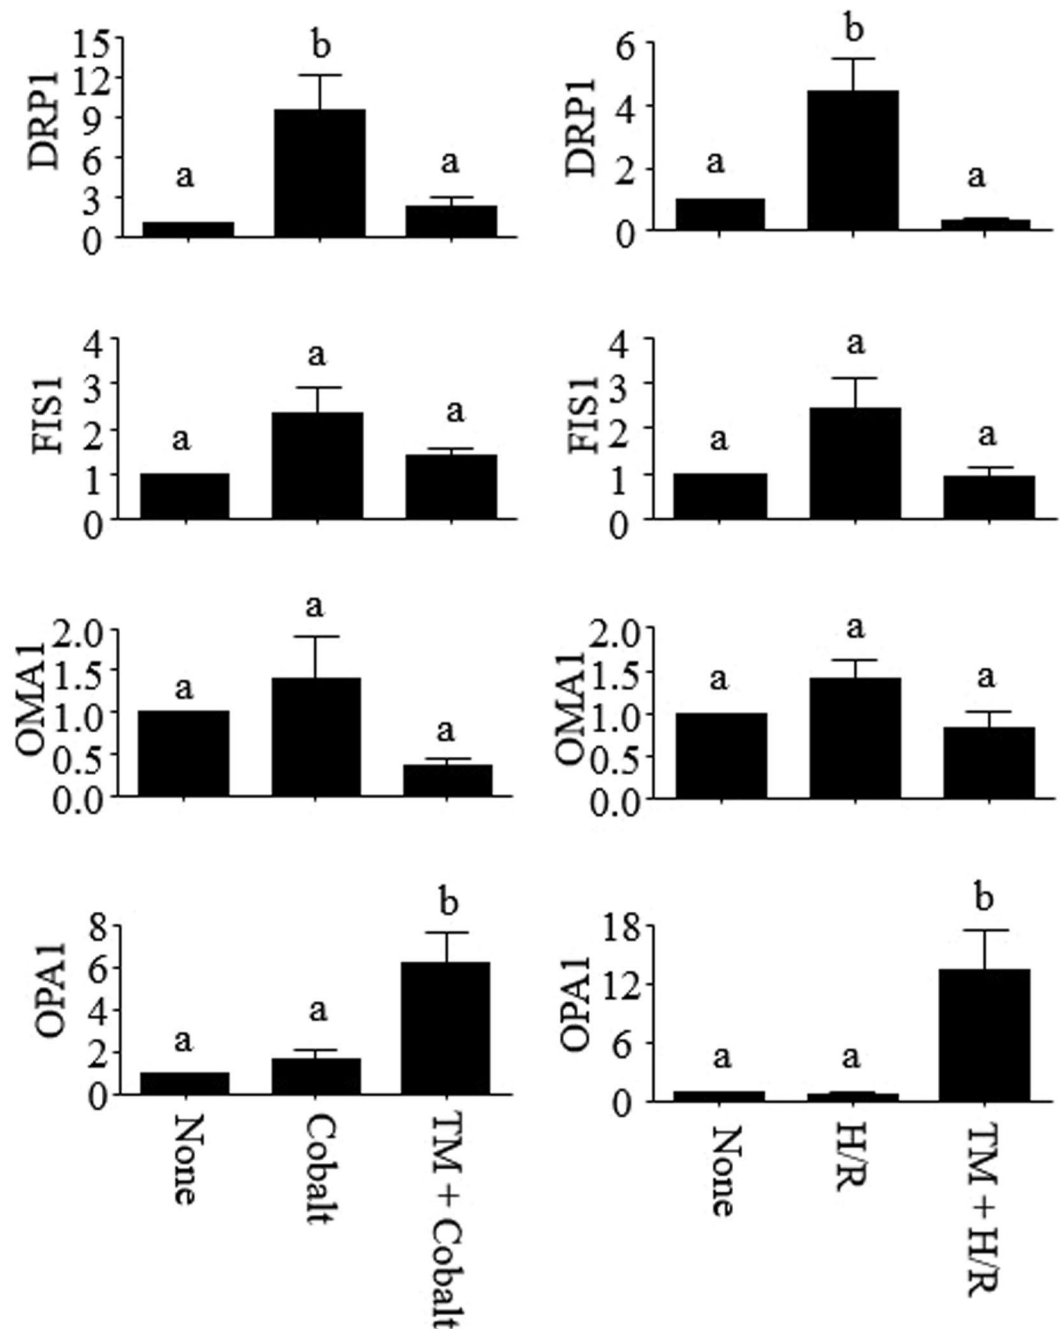 DRP1
15
12
9
6
3
0
a
b
a
DRP1
6
4
2
0
a
b
a
FIS1
4
3
2
1
0
a
a
a
FIS1
4
3
2
1
0
a
a
a
OMA1
2.0
1.5
1.0
0.5
0.0
a
a
a
OMA1
2.0
1.5
1.0
0.5
0.0
a
a
a
OPA1
8
6
4
2
0
a
a
b
None
Cobalt
TM + Cobalt
OPA1
18
12
6
0
a
a
b
None
H/R
TM + H/R